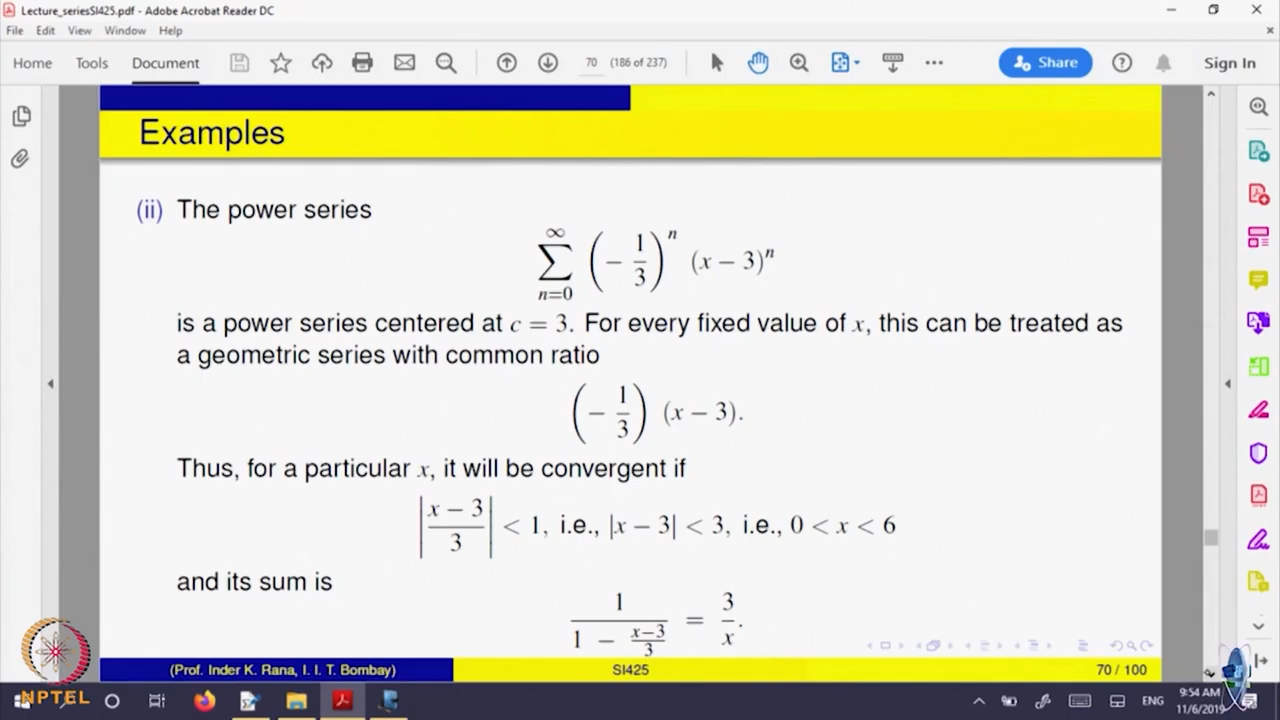 Lecture_seriesSI425.pdf - Adobe Acrobat Reader DC
File Edit View Window Help
Home Tools Document 70 (186 of 237) Share Sign In
Examples
(ii) The power series
∑_{n=0}^{∞} (− 1/3)^n (x − 3)^n
is a power series centered at c = 3. For every fixed value of x, this can be treated as
a geometric series with common ratio
(− 1/3) (x − 3).
Thus, for a particular x, it will be convergent if
|x − 3 / 3| < 1, i.e., |x − 3| < 3, i.e., 0 < x < 6
and its sum is
1 / (1 − (x−3)/3) = 3/x.
(Prof. Inder K. Rana, I. I. T. Bombay) SI425 70 / 100
NPTEL
ENG
9:54 AM
11/6/2019